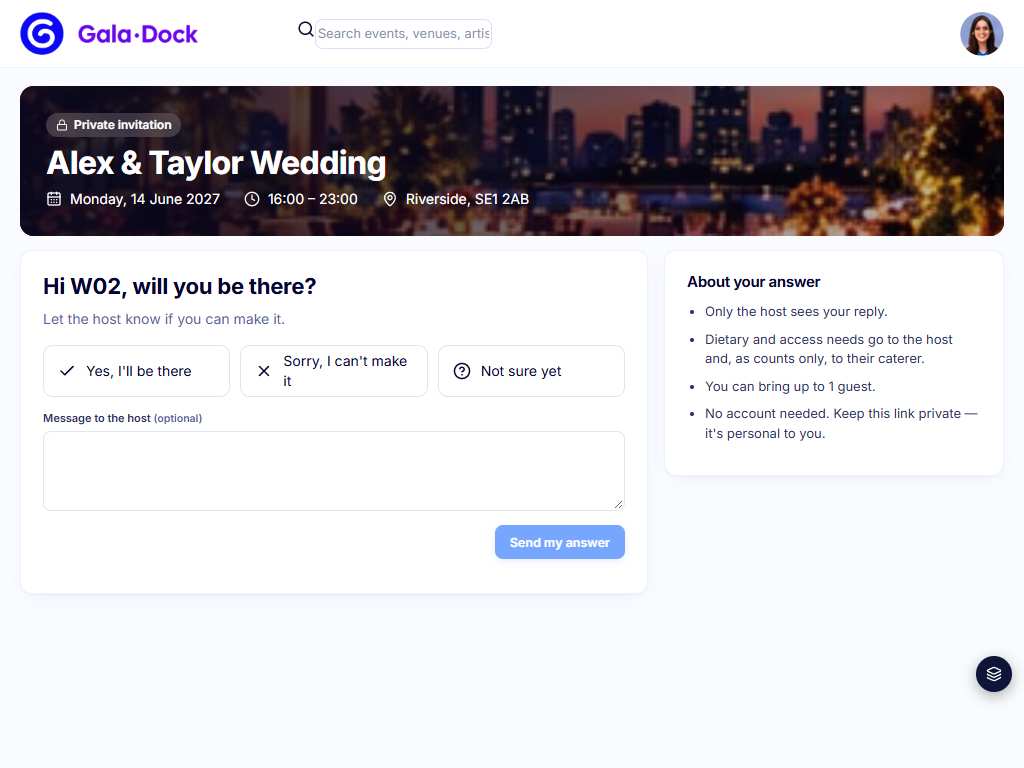 Gala·Dock
Search events, venues, artis
Private invitation
Alex & Taylor Wedding
Monday, 14 June 2027
16:00 – 23:00
Riverside, SE1 2AB
Hi W02, will you be there?
Let the host know if you can make it.
Yes, I'll be there
Sorry, I can't make
it
Not sure yet
Message to the host (optional)
Send my answer
About your answer
Only the host sees your reply.
Dietary and access needs go to the host
and, as counts only, to their caterer.
You can bring up to 1 guest.
No account needed. Keep this link private —
it's personal to you.